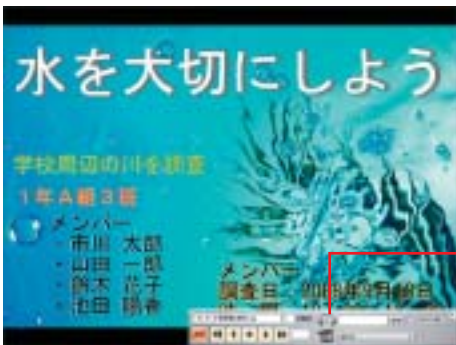 水を大切にしよう
学校周辺の川を調査
1年A組3班
メンバー
・市川 太郎
・山田 一郎
・鈴木 花子
・池田 陽香
メンバー
調査日